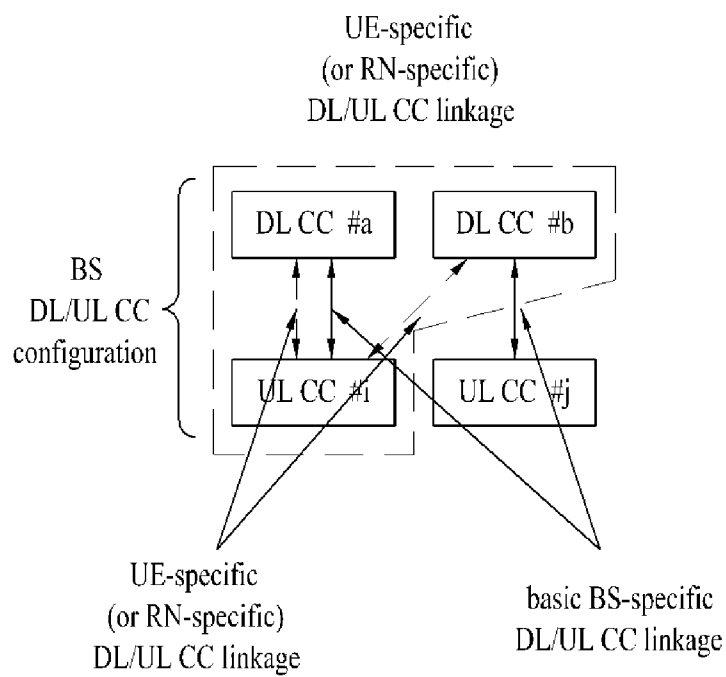 UE-specific
(or RN-specific)
DL/UL CC linkage
DL CC #a
DL CC #b
BS
DL/UL CC
configuration
UL CC #i
UL CC #j
UE-specific
(or RN-specific)
DL/UL CC linkage
basic BS-specific
DL/UL CC linkage